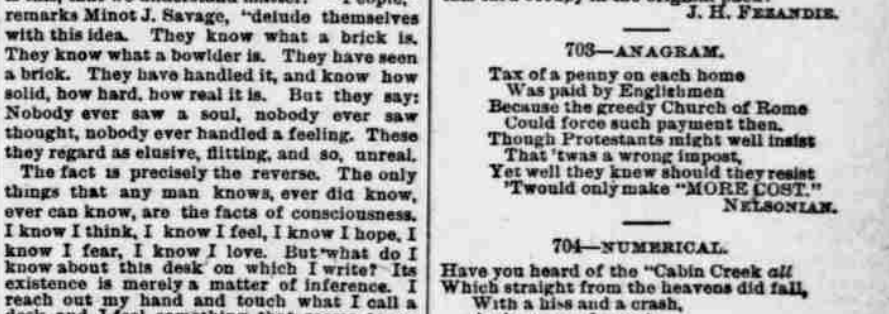 remarks Minot J. Savage, "delude themselves
with this idea. They know what a brick is.
They know what a bowlder is. They have seen
a brick. They have handled it, and know how
solid, how hard, how real it is. But they say:
Nobody ever saw a soul, nobody ever saw
thought, nobody ever handled a feeling. These
they regard as elusive, flitting, and so, unreal.
The fact is precisely the reverse. The only
things that any man knows, ever did know,
ever can know, are the facts of consciousness.
I know I think, I know I feel, I know I hope, I
know I fear, I know I love. But what do I
know about this desk on which I write? Its
existence is merely a matter of inference. I
reach out my hand and touch what I call a
J. H. FEZANDIE.
703—ANAGRAM.
Tax of a penny on each home
Was paid by Englishmen
Because the greedy Church of Rome
Could force such payment then.
Though Protestants might well insist
That 'twas a wrong impost,
Yet well they knew should they resist
'Twould only make "MORE COST."
NELSONIAN.
704—NUMERICAL.
Have you heard of the "Cabin Creek all
Which straight from the heavens did fall,
With a hiss and a crash,